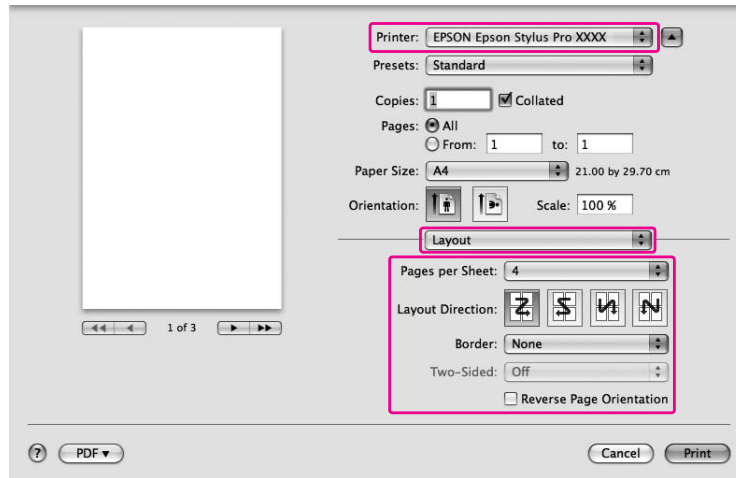 Printer: EPSON Epson Stylus Pro XXXX
Presets: Standard
Copies: 1 Collated
Pages: All
From: 1 to: 1
Paper Size: A4 21.00 by 29.70 cm
Orientation: Scale: 100 %
Layout
Pages per Sheet: 4
Layout Direction:
Border: None
Two-Sided: Off
Reverse Page Orientation
1 of 3
? PDF▼ Cancel Print